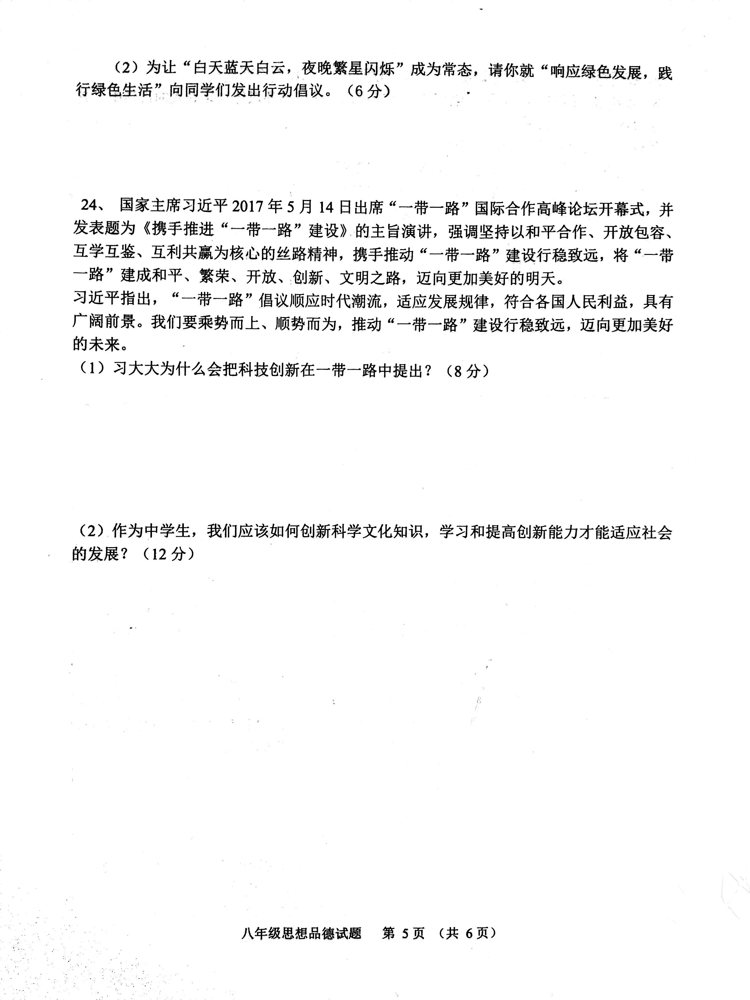 （2）为让“白天蓝天白云，夜晚繁星闪烁”成为常态，请你就“响应绿色发展，践
行绿色生活”向同学们发出行动倡议。（6 分）
24、 国家主席习近平 2017 年 5 月 14 日出席“一带一路”国际合作高峰论坛开幕式，并
发表题为《携手推进“一带一路”建设》的主旨演讲，强调坚持以和平合作、开放包容、
互学互鉴、互利共赢为核心的丝路精神，携手推动“一带一路”建设行稳致远，将“一带
一路”建成和平、繁荣、开放、创新、文明之路，迈向更加美好的明天。
习近平指出，“一带一路”倡议顺应时代潮流，适应发展规律，符合各国人民利益，具有
广阔前景。我们要乘势而上、顺势而为，推动“一带一路”建设行稳致远，迈向更加美好
的未来。
（1）习大大为什么会把科技创新在一带一路中提出？（8 分）
（2）作为中学生，我们应该如何创新科学文化知识，学习和提高创新能力才能适应社会
的发展？（12 分）
八年级思想品德试题 第 5 页 （共 6 页）